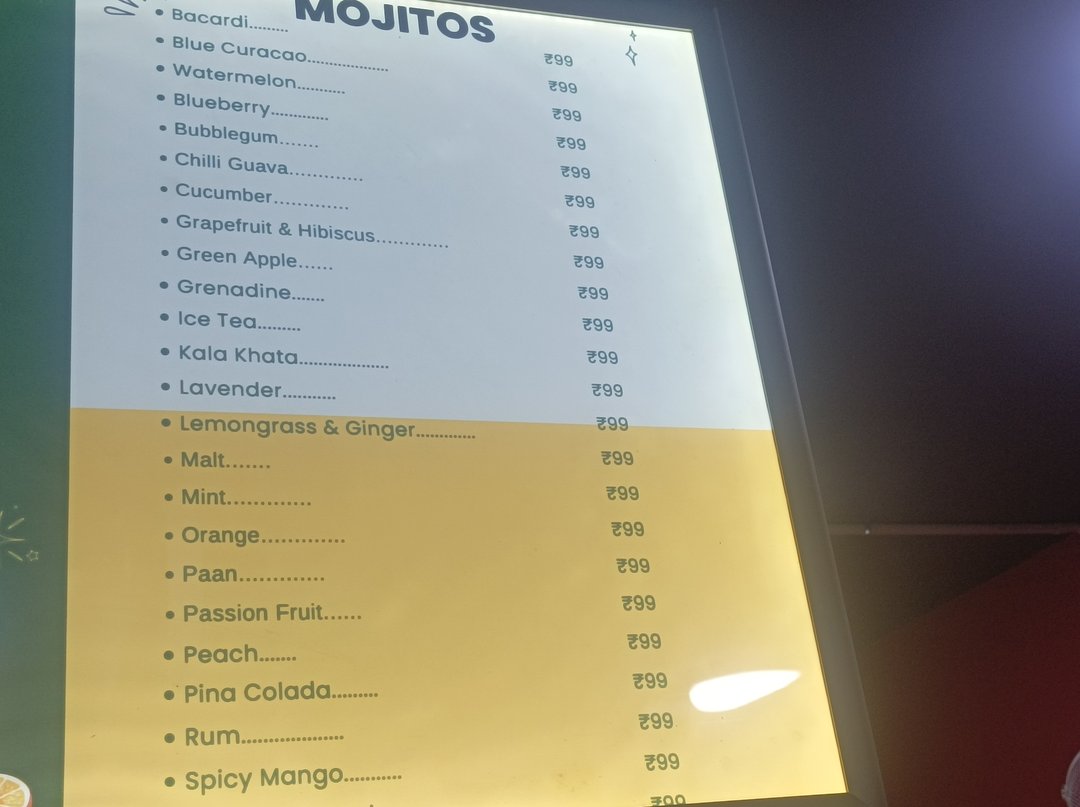 MOJITOS
• Bacardi......... ₹99
• Blue Curacao................... ₹99
• Watermelon........... ₹99
• Blueberry............. ₹99
• Bubblegum....... ₹99
• Chilli Guava............. ₹99
• Cucumber............. ₹99
• Grapefruit & Hibiscus............. ₹99
• Green Apple...... ₹99
• Grenadine....... ₹99
• Ice Tea......... ₹99
• Kala Khata................... ₹99
• Lavender........... ₹99
• Lemongrass & Ginger............. ₹99
• Malt....... ₹99
• Mint............. ₹99
• Orange............. ₹99
• Paan............. ₹99
• Passion Fruit...... ₹99
• Peach....... ₹99
• Pina Colada......... ₹99
• Rum................... ₹99
• Spicy Mango........... ₹99